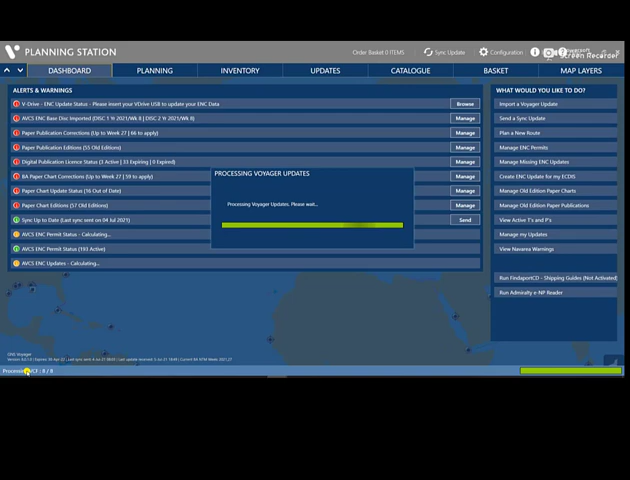 PLANNING STATION
Order Basket 0 ITEMS
Sync Update
Configuration
Screen Recorder
DASHBOARD
PLANNING
INVENTORY
UPDATES
CATALOGUE
BASKET
MAP LAYERS
ALERTS & WARNINGS
V-Drive - ENC Update Status - Please insert your VDrive USB to update your ENC Data
Browse
AVCS ENC Base Disc Imported (DISC 1 Yr 2021/Wk 8 | DISC 2 Yr 2021/Wk 8)
Manage
Paper Publication Corrections (Up to Week 27 | 66 to apply)
Manage
Paper Publication Editions (55 Old Editions)
Manage
Digital Publication Licence Status (3 Active | 33 Expiring | 0 Expired)
BA Paper Chart Corrections (Up to Week 27 | 59 to apply)
Manage
Paper Chart Update Status (16 Out of Date)
Manage
Paper Chart Editions (57 Old Editions)
Manage
Sync Up to Date (Last sync sent on 04 Jul 2021)
Send
AVCS ENC Permit Status - Calculating...
AVCS ENC Permit Status (193 Active)
AVCS ENC Updates - Calculating...
PROCESSING VOYAGER UPDATES
Processing Voyager Updates. Please wait...
WHAT WOULD YOU LIKE TO DO?
Import a Voyager Update
Send a Sync Update
Plan a New Route
Manage ENC Permits
Manage Missing ENC Updates
Create ENC Update for my ECDIS
Manage Old Edition Paper Charts
Manage Old Edition Paper Publications
View Active T's and P's
Manage my Updates
View Navarea Warnings
Run FindaportCD - Shipping Guides (Not Activated)
Run Admiralty e-NP Reader
GNS Voyager